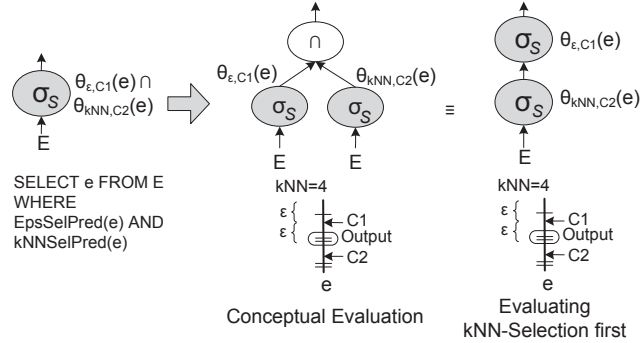 σS
θε,C1(e) ∩
θkNN,C2(e)
E
SELECT e FROM E
WHERE
EpsSelPred(e) AND
kNNSelPred(e)
∩
θε,C1(e)
θkNN,C2(e)
σS
σS
E
E
kNN=4
ε
ε
C1
Output
C2
e
Conceptual Evaluation
≡
σS
θε,C1(e)
σS
θkNN,C2(e)
E
kNN=4
ε
ε
C1
Output
C2
e
Evaluating
kNN-Selection first